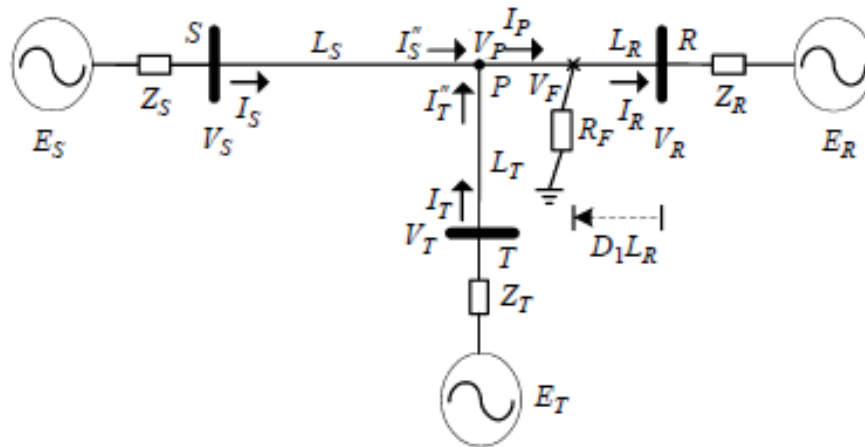 S L_S I_S'' V_P I_P L_R R
P V_F
Z_S I_S I_T'' R_F I_R Z_R
E_S V_S V_R E_R
L_T
I_T
V_T D_1L_R
T
Z_T
E_T